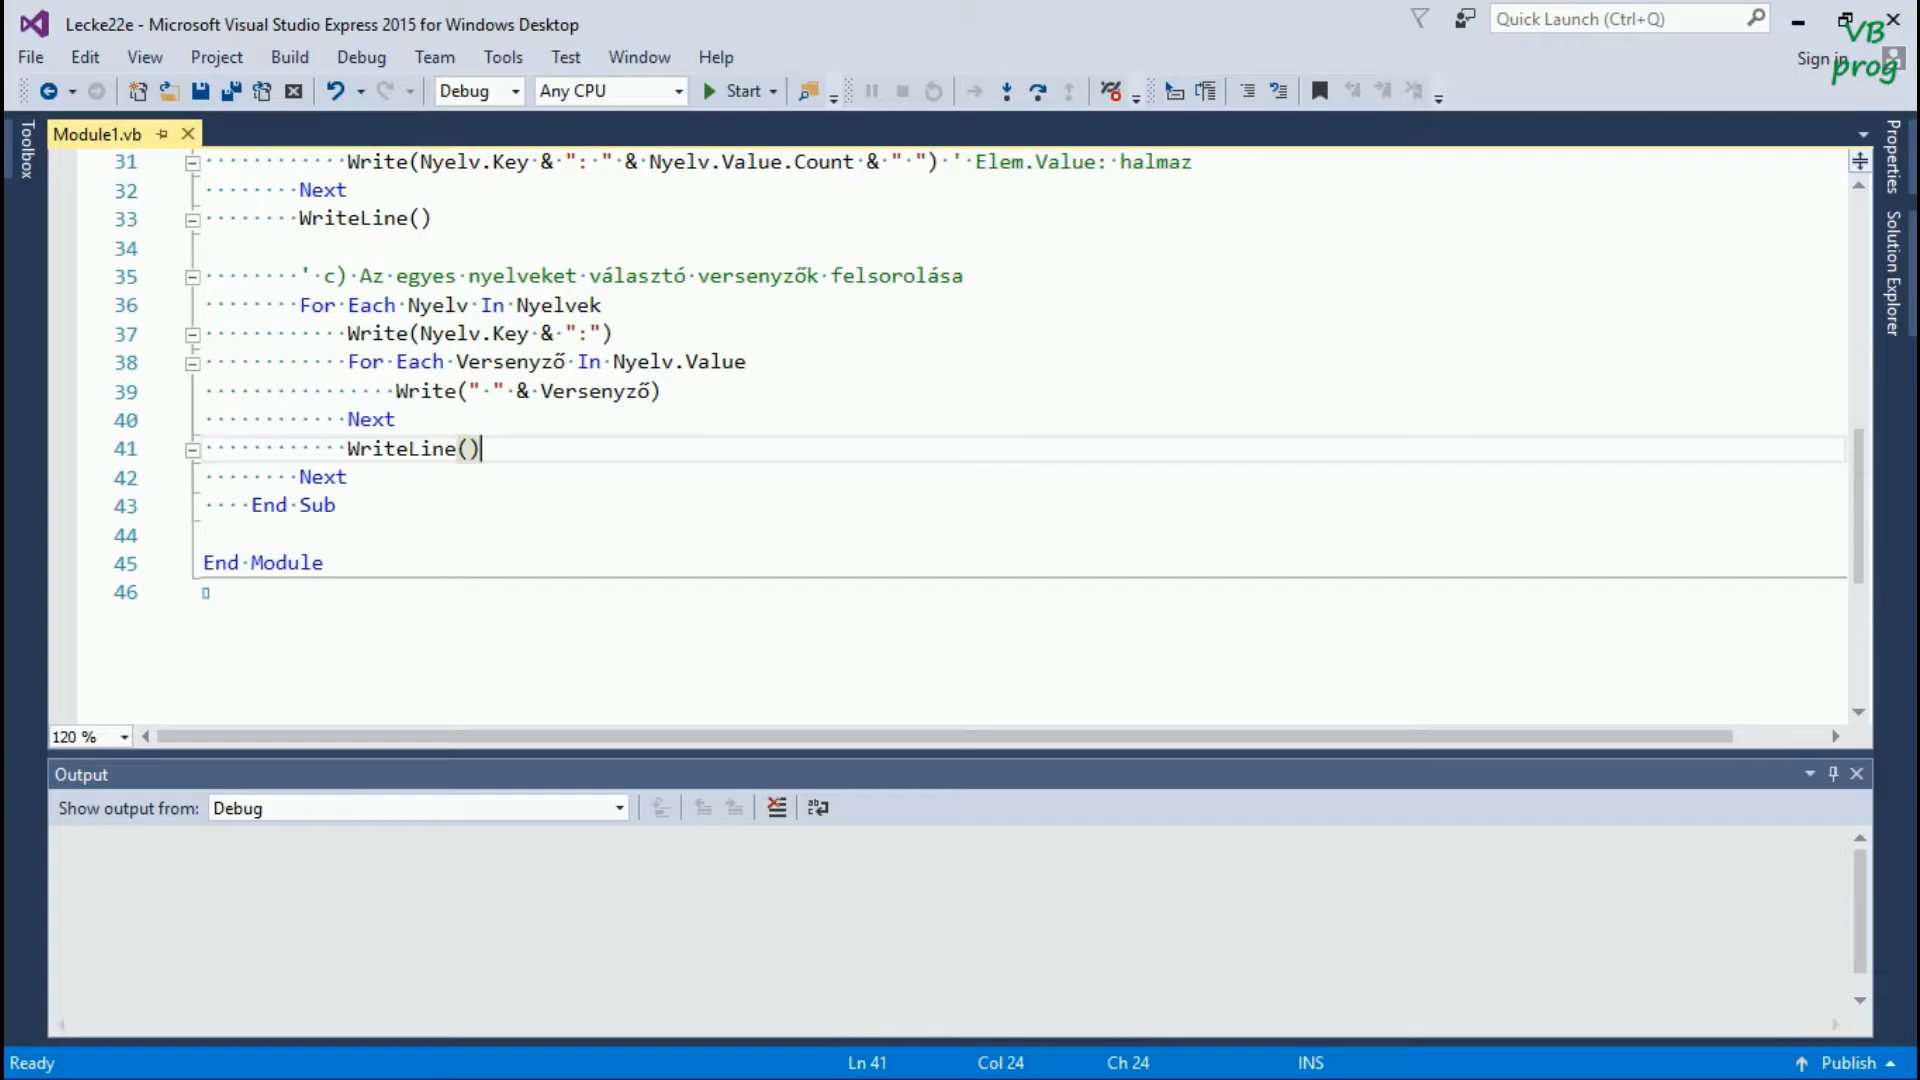 Lecke22e - Microsoft Visual Studio Express 2015 for Windows Desktop
Quick Launch (Ctrl+Q)
VB
prog
File Edit View Project Build Debug Team Tools Test Window Help
Sign in
Debug Any CPU Start
Toolbox
Module1.vb
Properties
Solution Explorer
31 Write(Nyelv.Key & ": " & Nyelv.Value.Count & " ") ' Elem.Value: halmaz
32 Next
33 WriteLine()
34
35 ' c) Az egyes nyelveket választó versenyzők felsorolása
36 For Each Nyelv In Nyelvek
37 Write(Nyelv.Key & ":")
38 For Each Versenyző In Nyelv.Value
39 Write(" " & Versenyző)
40 Next
41 WriteLine()
42 Next
43 End Sub
44
45 End Module
46
120 %
Output
Show output from: Debug
Ready Ln 41 Col 24 Ch 24 INS Publish